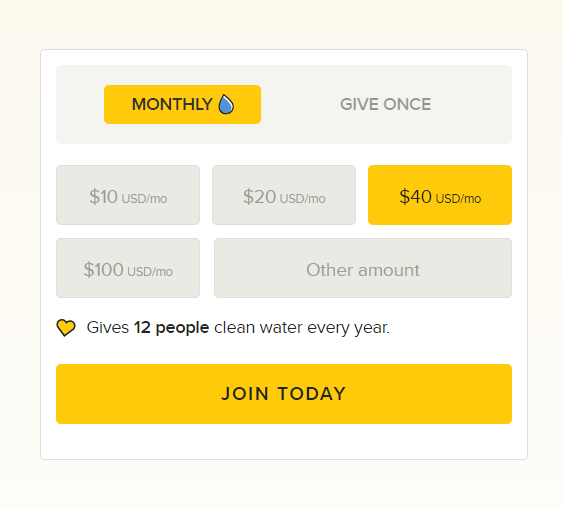 MONTHLY GIVE ONCE
$10 USD/mo $20 USD/mo $40 USD/mo
$100 USD/mo Other amount
Gives 12 people clean water every year.
JOIN TODAY